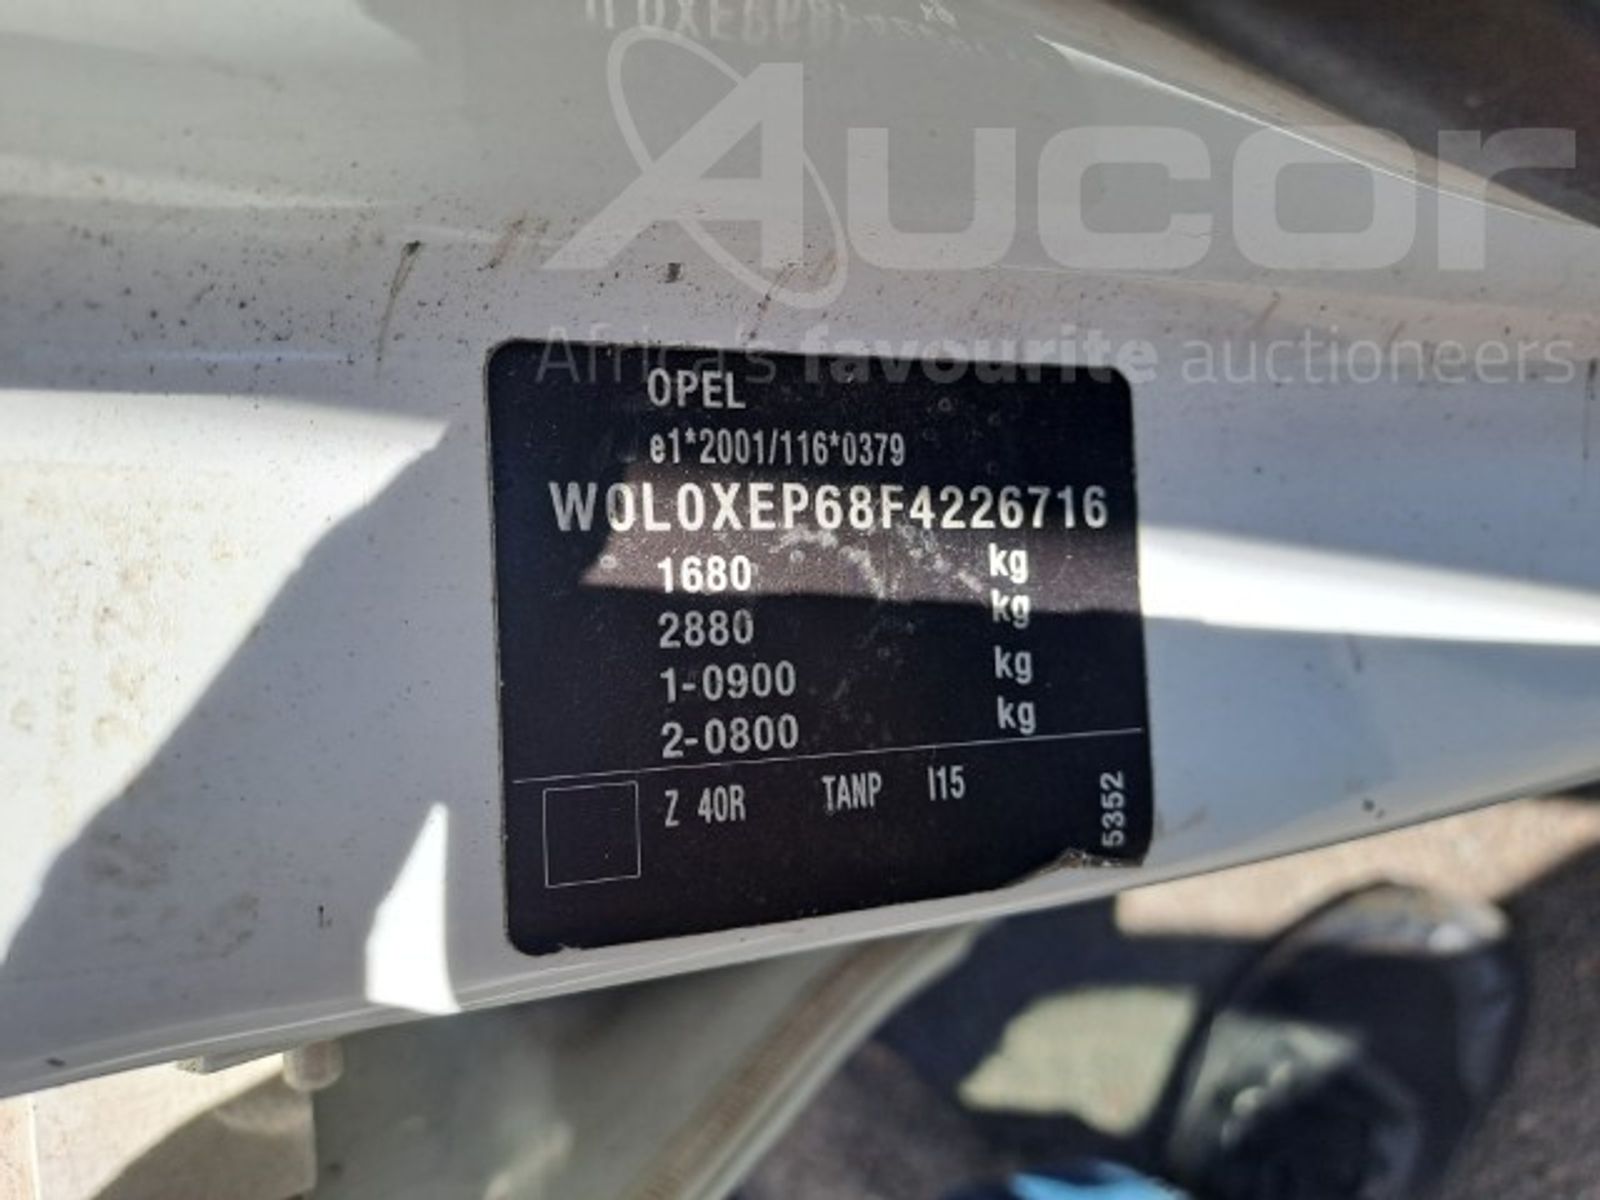 Aucor
Africa's favourite auctioneers
OPEL
e1*2001/116*0379
W0L0XEP68F4226716
1680 kg
2880 kg
1-0900 kg
2-0800 kg
Z 40R TANP I15
5352